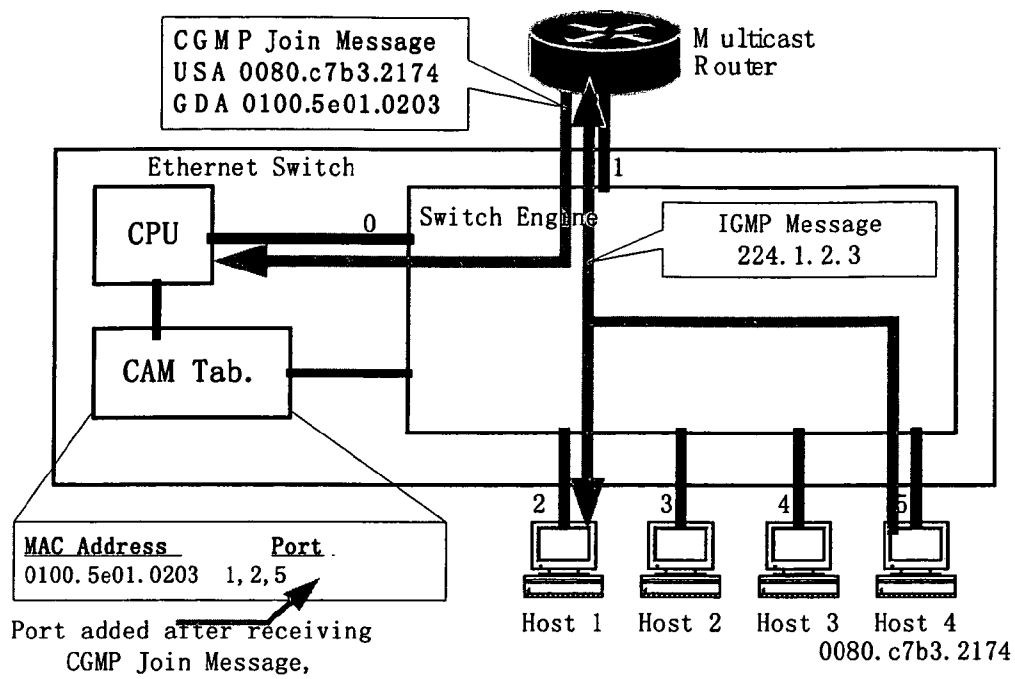 CGMP Join Message
USA 0080.c7b3.2174
GDA 0100.5e01.0203
Multicast
Router
Ethernet Switch
1
CPU
0
Switch Engine
IGMP Message
224.1.2.3
CAM Tab.
2
3
4
5
MAC Address Port
0100.5e01.0203 1,2,5
Host 1
Host 2
Host 3
Host 4
0080.c7b3.2174
Port added after receiving
CGMP Join Message,